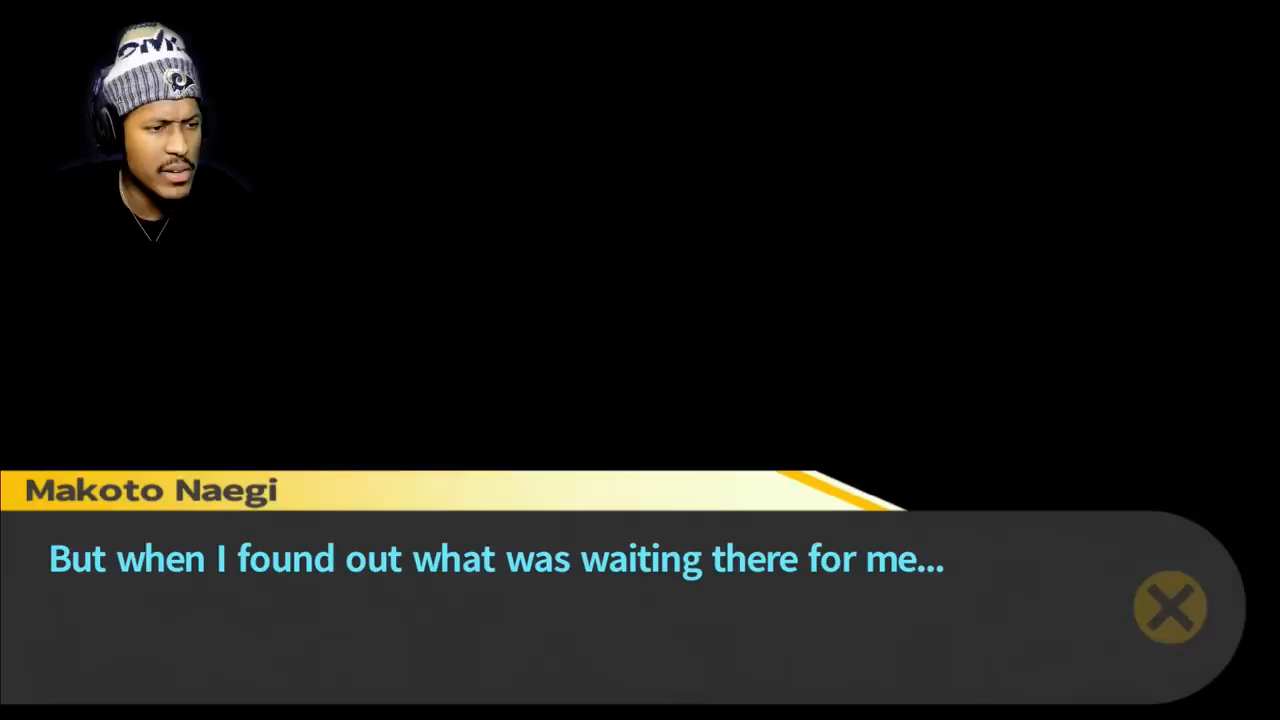 Makoto Naegi
But when I found out what was waiting there for me...